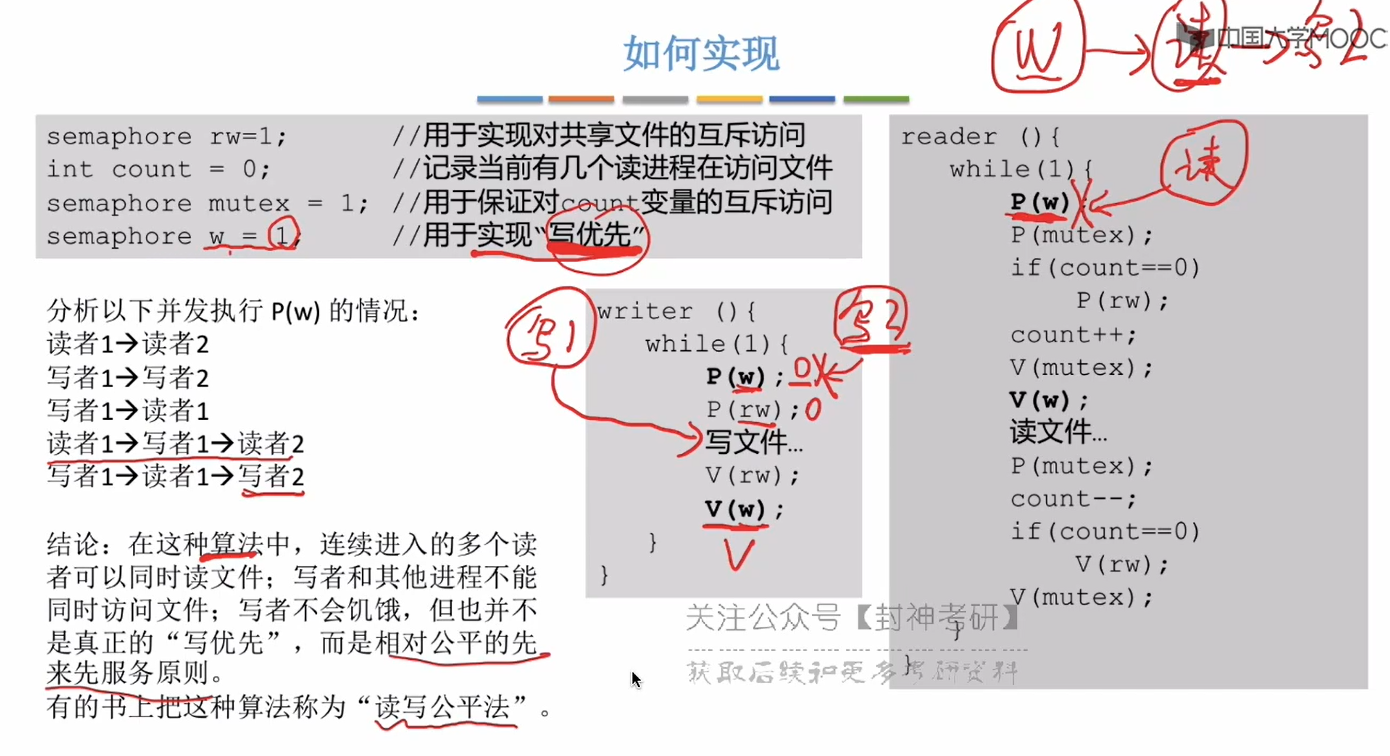 如何实现
中国大学MOOC
W → 读 → 写2
semaphore rw=1; //用于实现对共享文件的互斥访问
int count = 0; //记录当前有几个读进程在访问文件
semaphore mutex = 1; //用于保证对count变量的互斥访问
semaphore w = 1; //用于实现“写优先”
分析以下并发执行 P(w) 的情况：
读者1→读者2
写者1→写者2
写者1→读者1
读者1→写者1→读者2
写者1→读者1→写者2
结论：在这种算法中，连续进入的多个读
者可以同时读文件；写者和其他进程不能
同时访问文件；写者不会饥饿，但也并不
是真正的“写优先”，而是相对公平的先
来先服务原则。
有的书上把这种算法称为“读写公平法”。
写1
写2
writer (){
while(1){
P(w); 0
P(rw); 0
写文件…
V(rw);
V(w);
V
}
}
读
reader (){
while(1){
P(w);
P(mutex);
if(count==0)
P(rw);
count++;
V(mutex);
V(w);
读文件…
P(mutex);
count--;
if(count==0)
V(rw);
V(mutex);
}
}
关注公众号【封神考研】
获取后续和更多考研资料